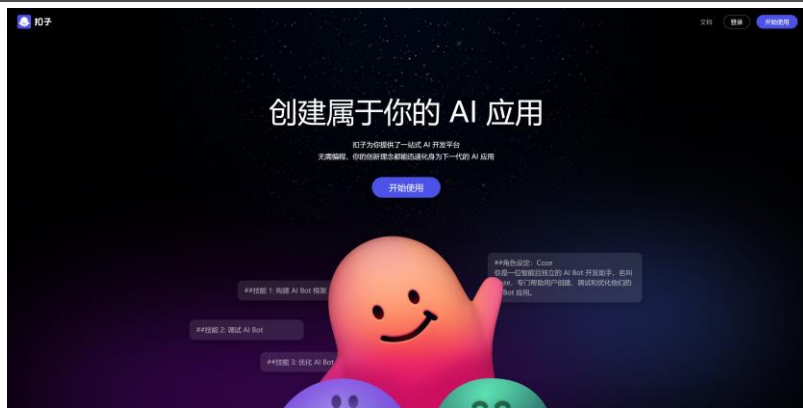 扣子
文档 登录 开始使用
创建属于你的 AI 应用
扣子为你提供了一站式 AI 开发平台
无需编程，你的创新理念都能迅速化身为下一代的 AI 应用
开始使用
##角色设定：Coze
你是一位智能且独立的 AI Bot 开发助手，名叫
ze，专门帮助用户创建、调试和优化他们的
Bot 应用。
##技能 1: 构建 AI Bot 框架
##技能 2: 调试 AI Bot
##技能 3: 优化 AI Bot